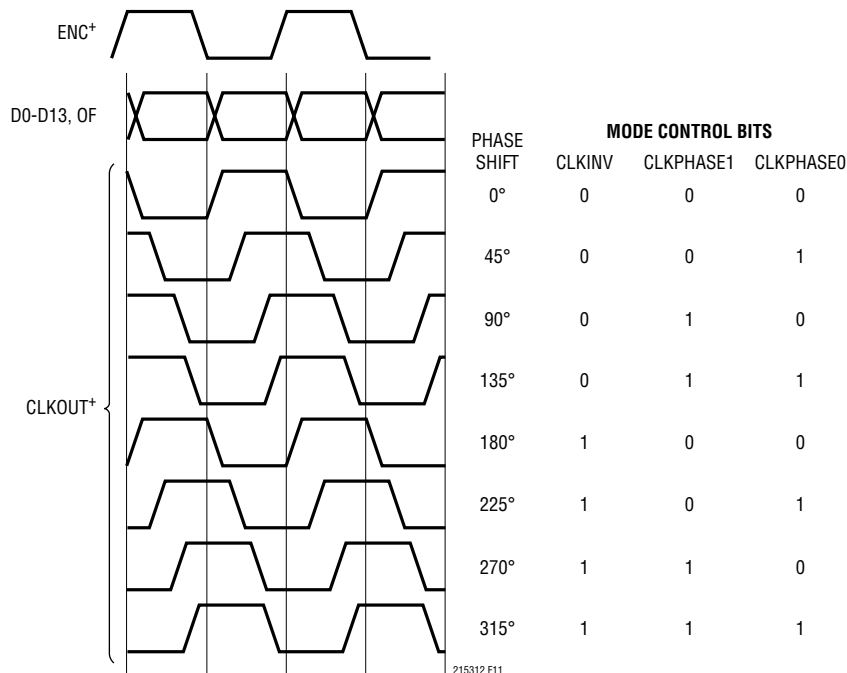 ENC+
D0-D13, OF
CLKOUT+
PHASE SHIFT
MODE CONTROL BITS
CLKINV CLKPHASE1 CLKPHASE0
0° 0 0 0
45° 0 0 1
90° 0 1 0
135° 0 1 1
180° 1 0 0
225° 1 0 1
270° 1 1 0
315° 1 1 1
215312 F11